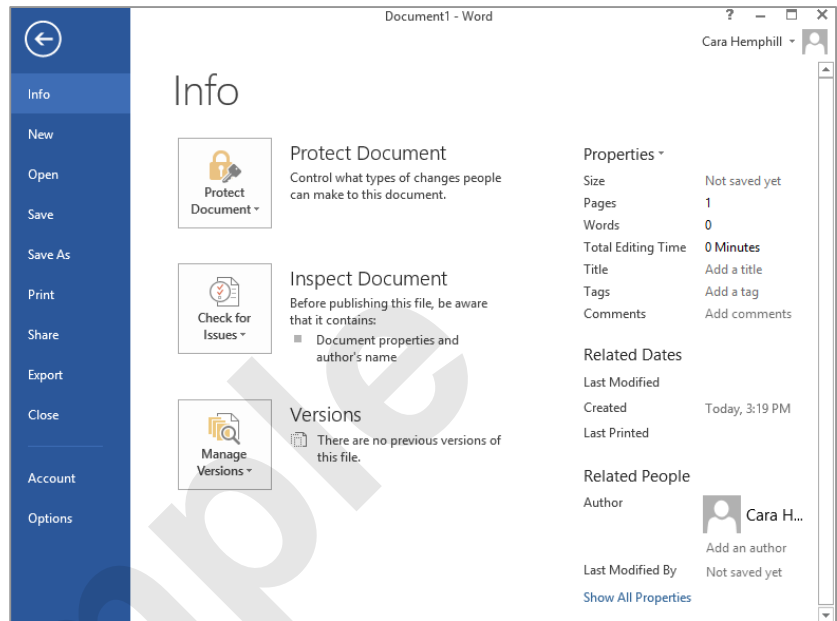 Document1 - Word
?
Cara Hemphill
Info
New
Open
Save
Save As
Print
Share
Export
Close
Account
Options
Info
Protect Document
Protect Document
Control what types of changes people
can make to this document.
Check for Issues
Inspect Document
Before publishing this file, be aware
that it contains:
Document properties and
author's name
Manage Versions
Versions
There are no previous versions of
this file.
Properties
Size Not saved yet
Pages 1
Words 0
Total Editing Time 0 Minutes
Title Add a title
Tags Add a tag
Comments Add comments
Related Dates
Last Modified
Created Today, 3:19 PM
Last Printed
Related People
Author Cara H...
Add an author
Last Modified By Not saved yet
Show All Properties
mple